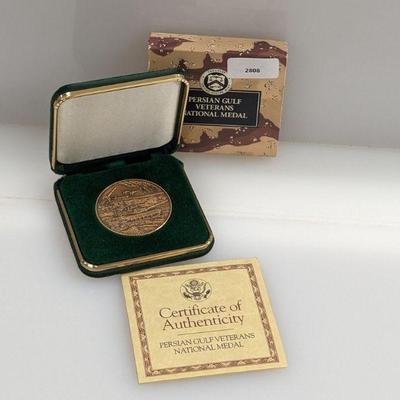 2808
PERSIAN GULF
VETERANS
NATIONAL MEDAL
Certificate of
Authenticity
PERSIAN GULF VETERANS
NATIONAL MEDAL